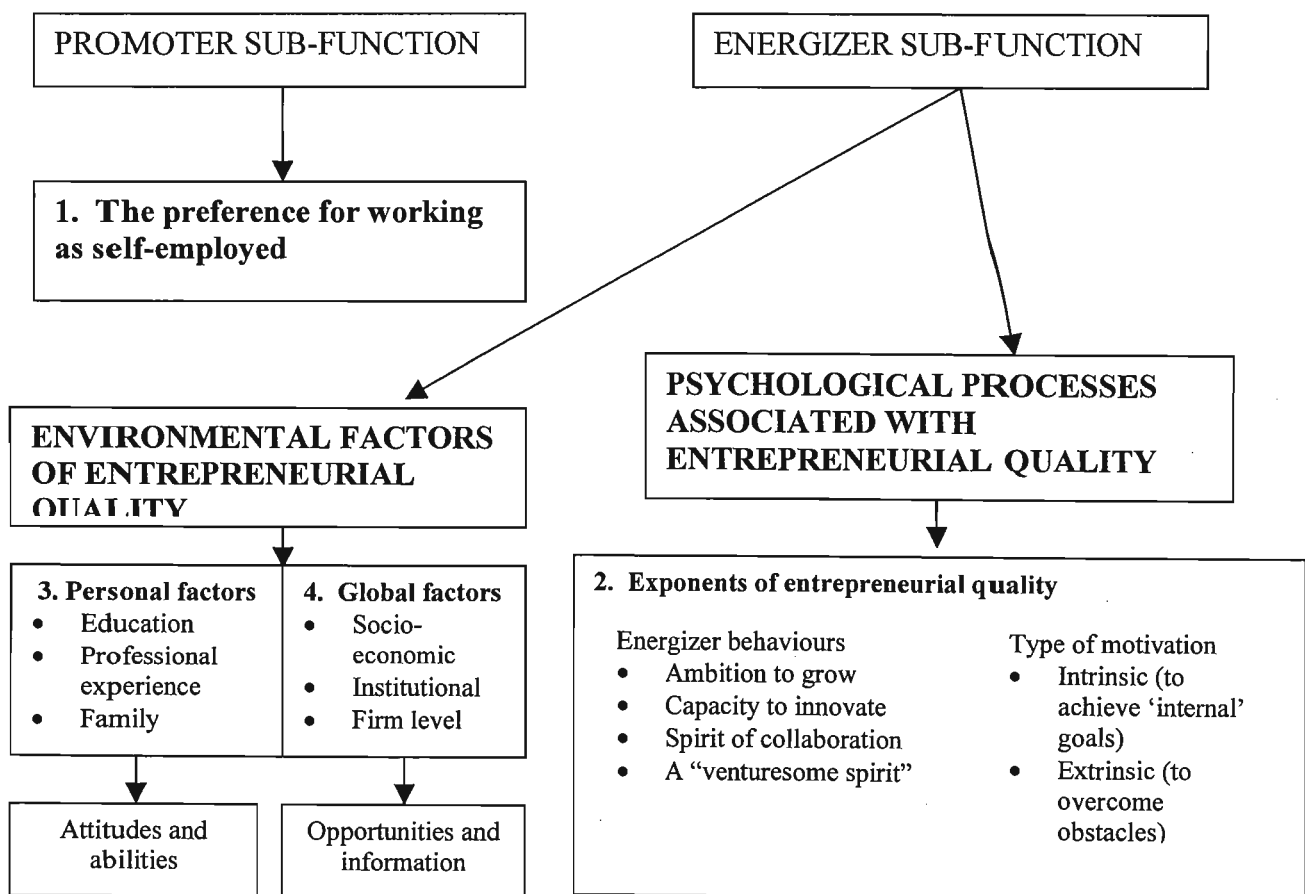 PROMOTER SUB-FUNCTION
ENERGIZER SUB-FUNCTION
1. The preference for working
as self-employed
PSYCHOLOGICAL PROCESSES
ASSOCIATED WITH
ENTREPRENEURIAL QUALITY
ENVIRONMENTAL FACTORS
OF ENTREPRENEURIAL
QUALITY
3. Personal factors
• Education
• Professional
experience
• Family
4. Global factors
• Socio-
economic
• Institutional
• Firm level
2. Exponents of entrepreneurial quality
Energizer behaviours
• Ambition to grow
• Capacity to innovate
• Spirit of collaboration
• A “venturesome spirit”
Type of motivation
• Intrinsic (to
achieve ‘internal’
goals)
• Extrinsic (to
overcome
obstacles)
Attitudes and
abilities
Opportunities and
information